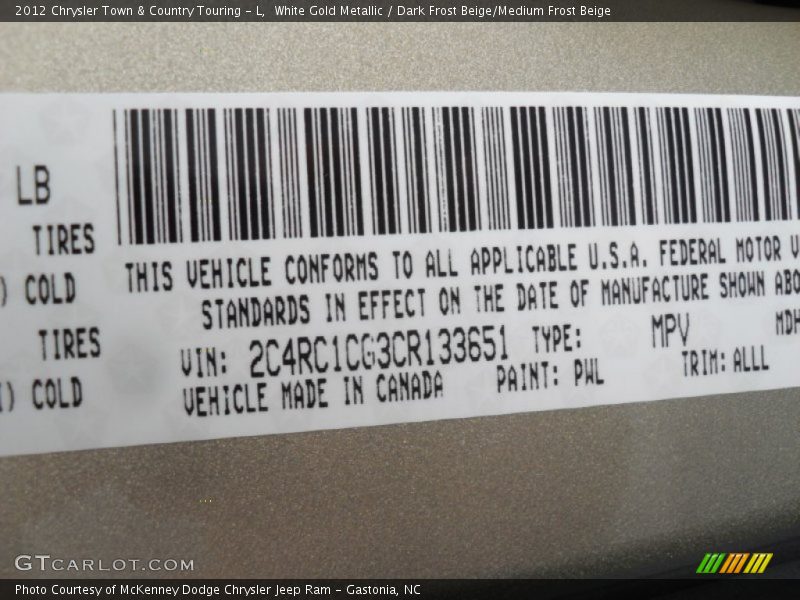 2012 Chrysler Town & Country Touring - L, White Gold Metallic / Dark Frost Beige/Medium Frost Beige
LB
TIRES
) COLD
TIRES
) COLD
THIS VEHICLE CONFORMS TO ALL APPLICABLE U.S.A. FEDERAL MOTOR V
STANDARDS IN EFFECT ON THE DATE OF MANUFACTURE SHOWN ABO
VIN: 2C4RC1CG3CR133651 TYPE: MPV MDH
VEHICLE MADE IN CANADA PAINT: PWL TRIM: ALLL
GTCARLOT.COM
Photo Courtesy of McKenney Dodge Chrysler Jeep Ram - Gastonia, NC